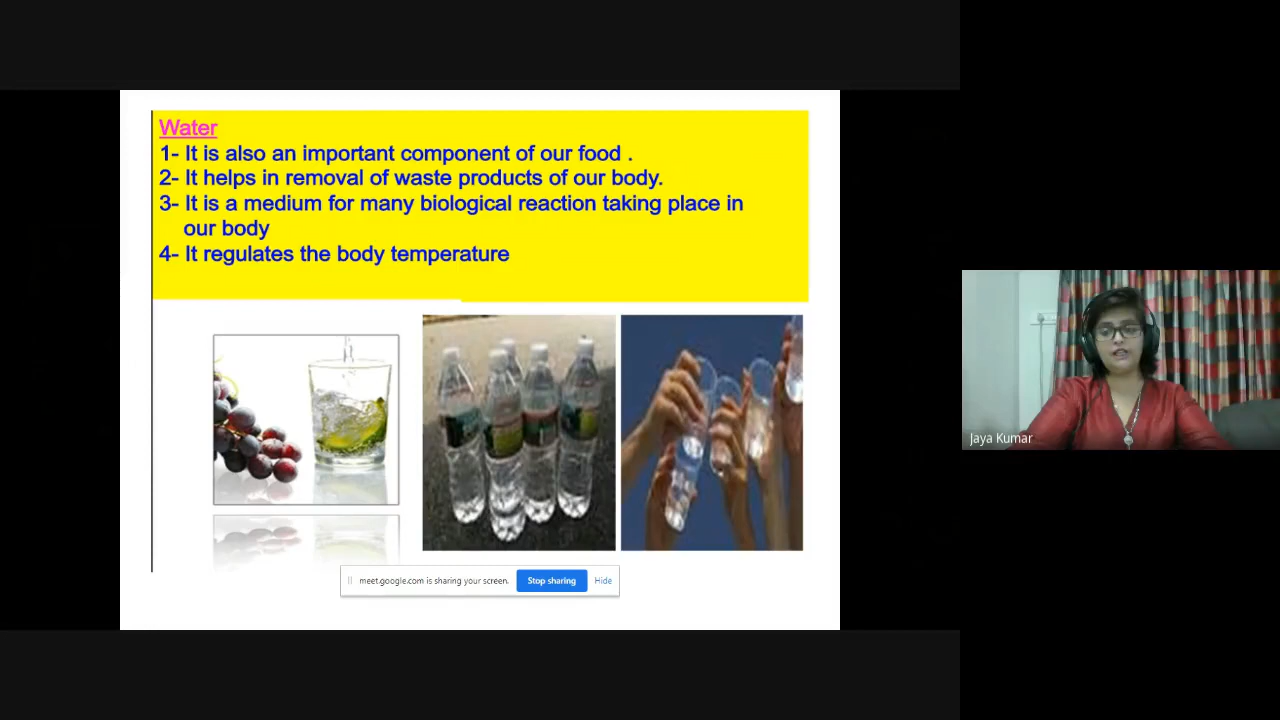 Water
1- It is also an important component of our food .
2- It helps in removal of waste products of our body.
3- It is a medium for many biological reaction taking place in
our body
4- It regulates the body temperature
meet.google.com is sharing your screen. Stop sharing Hide
Jaya Kumar